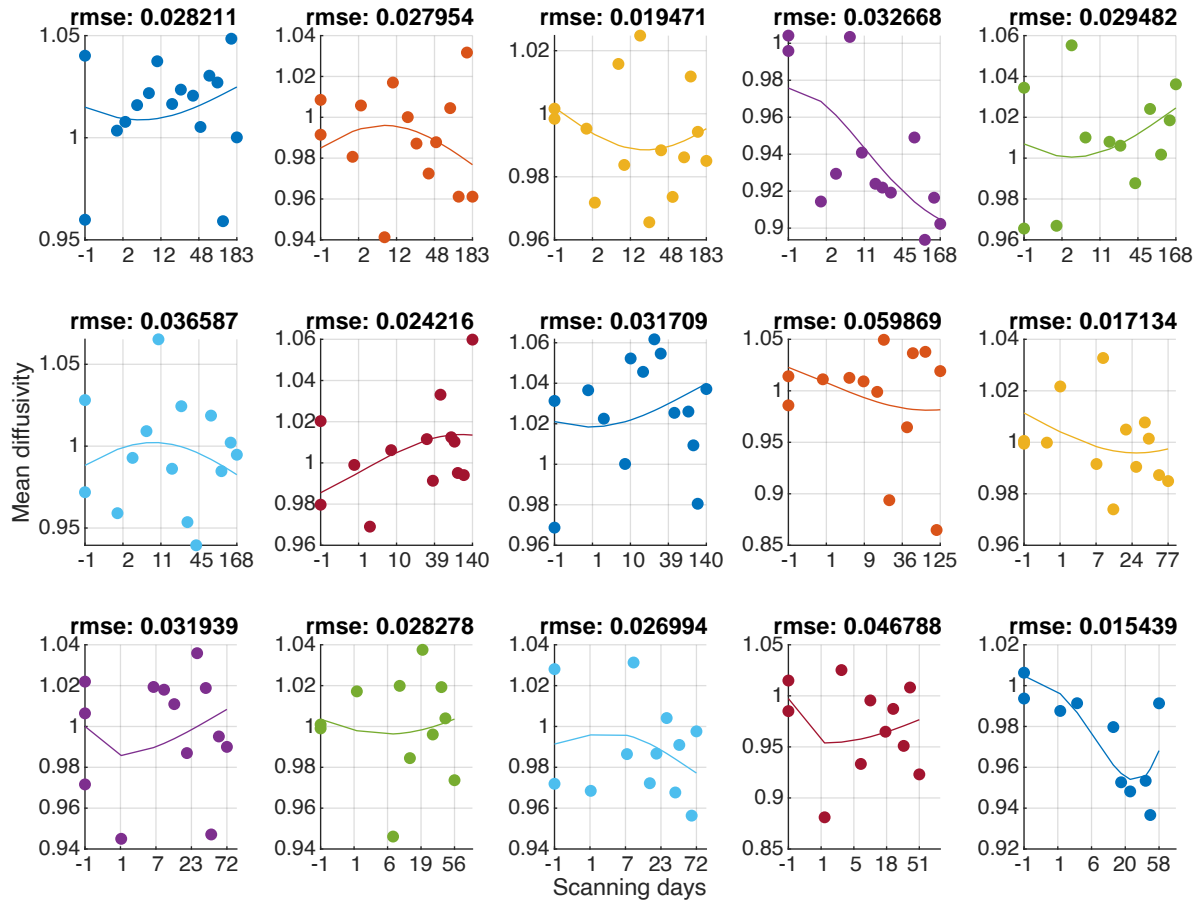 rmse: 0.028211 rmse: 0.027954 rmse: 0.019471 rmse: 0.032668 rmse: 0.029482
1.05 1.04 1.02 1 1.06
1.02 0.98 1.04
1 1 1 0.96 1.02
0.98 0.98 0.94 1
0.96 0.92 0.98
0.95 0.94 0.96 0.9 0.96
-1 2 12 48 183 -1 2 12 48 183 -1 2 12 48 183 -1 2 11 45 168 -1 2 11 45 168
rmse: 0.036587 rmse: 0.024216 rmse: 0.031709 rmse: 0.059869 rmse: 0.017134
1.05 1.06 1.06 1.05 1.04
1.04 1.04 1 1.02
1 1.02 1.02 0.95 1
1 1 0.9 0.98
0.95 0.98 0.98
0.96 0.96 0.85 0.96
-1 2 11 45 168 -1 1 10 39 140 -1 1 10 39 140 -1 1 9 36 125 -1 1 7 24 77
Mean diffusivity
rmse: 0.031939 rmse: 0.028278 rmse: 0.026994 rmse: 0.046788 rmse: 0.015439
1.04 1.04 1.04 1.05 1.02
1.02 1.02 1.02 1 1
1 1 1 0.95 0.98
0.98 0.98 0.98 0.9 0.96
0.96 0.96 0.96 0.94
0.94 0.94 0.94 0.85 0.92
-1 1 7 23 72 -1 1 6 19 56 -1 1 7 23 72 -1 1 5 18 51 -1 1 6 20 58
Scanning days